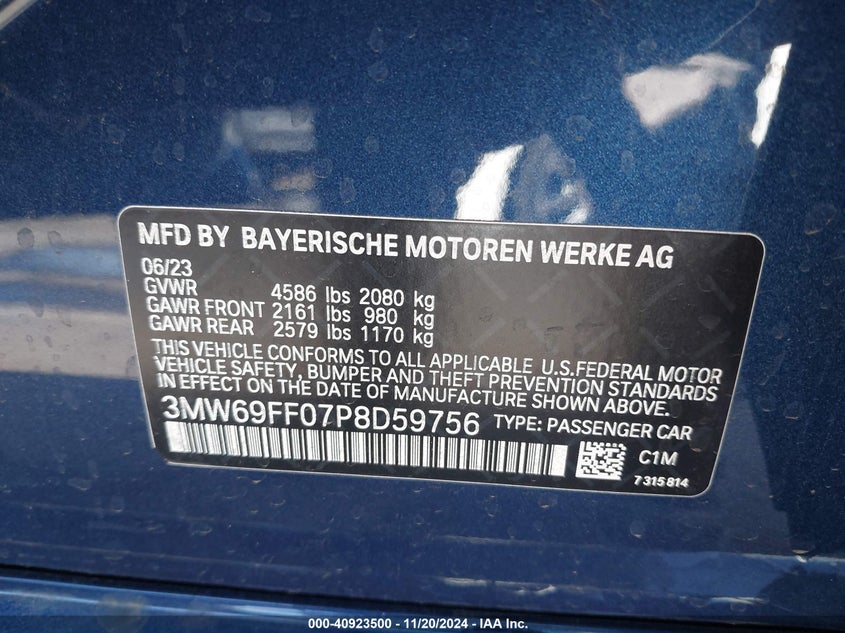 MFD BY BAYERISCHE MOTOREN WERKE AG
06/23
GVWR 4586 lbs 2080 kg
GAWR FRONT 2161 lbs 980 kg
GAWR REAR 2579 lbs 1170 kg
THIS VEHICLE CONFORMS TO ALL APPLICABLE U.S.FEDERAL MOTOR
VEHICLE SAFETY, BUMPER AND THEFT PREVENTION STANDARDS
IN EFFECT ON THE DATE OF MANUFACTURE SHOWN ABOVE.
3MW69FF07P8D59756 TYPE: PASSENGER CAR
C1M
7315814
000-40923500 - 11/20/2024 - IAA Inc.